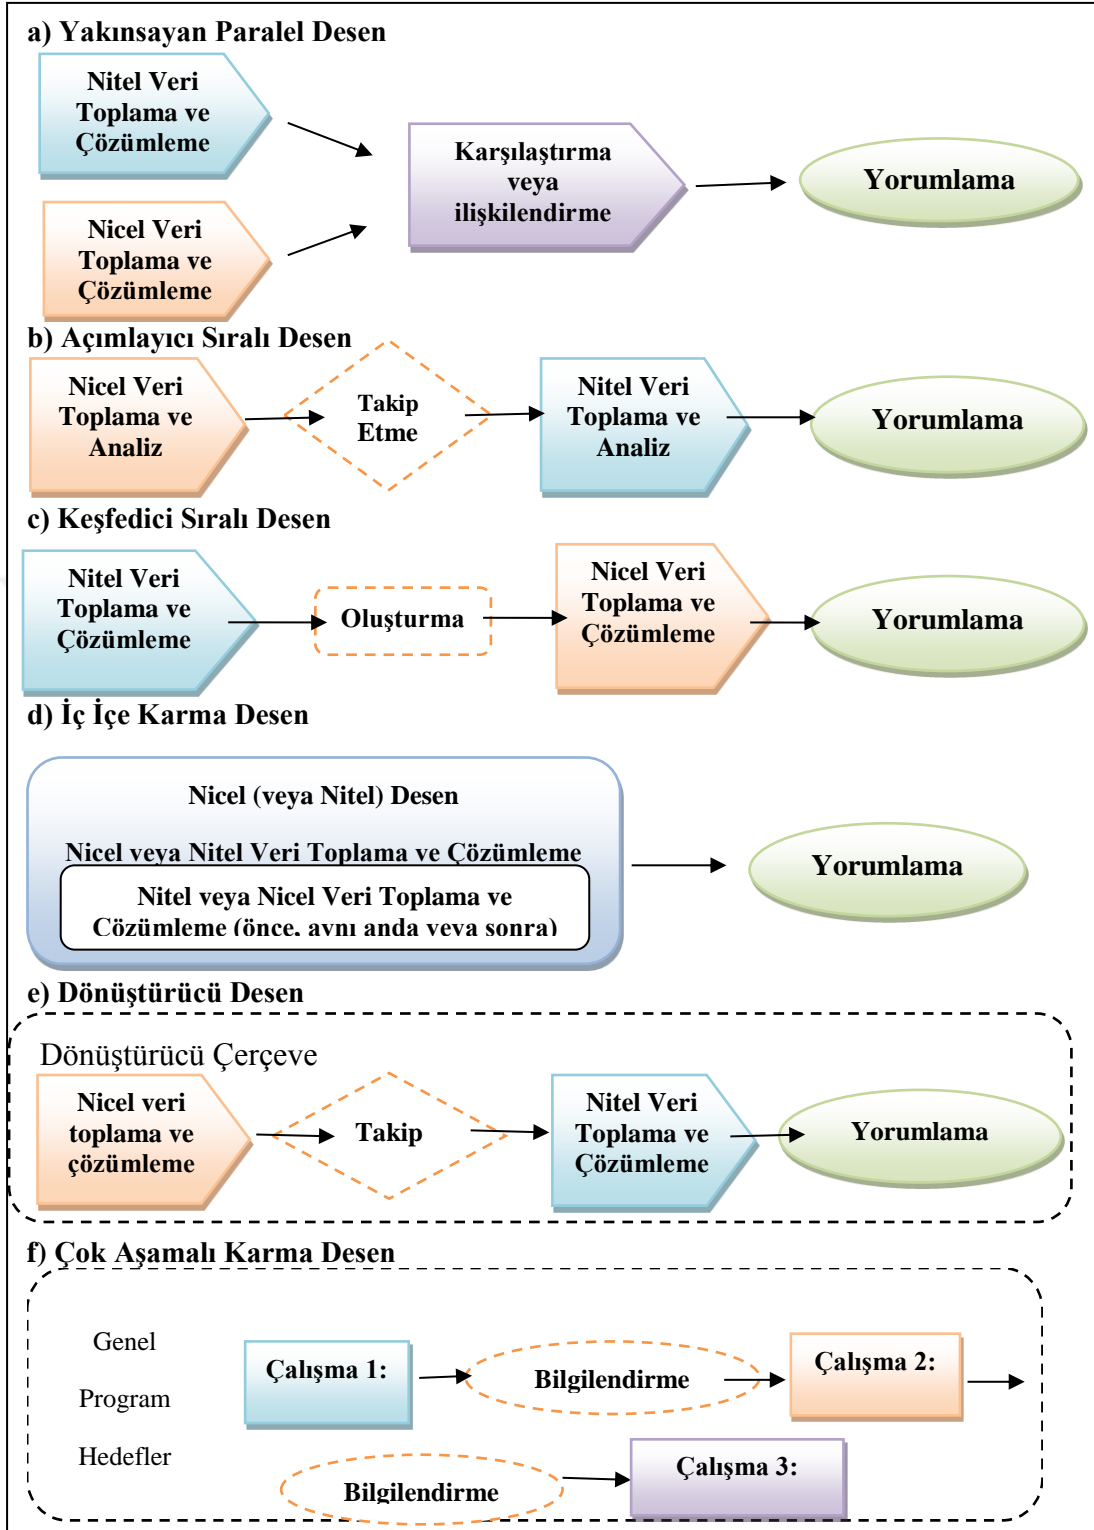 a) Yakınsayan Paralel Desen
Nitel Veri
Toplama ve
Çözümleme
Nicel Veri
Toplama ve
Çözümleme
Karşılaştırma
veya
ilişkilendirme
Yorumlama
b) Açımlayıcı Sıralı Desen
Nicel Veri
Toplama ve
Analiz
Takip
Etme
Nitel Veri
Toplama ve
Analiz
Yorumlama
c) Keşfedici Sıralı Desen
Nitel Veri
Toplama ve
Çözümleme
Oluşturma
Nicel Veri
Toplama ve
Çözümleme
Yorumlama
d) İç İçe Karma Desen
Nicel (veya Nitel) Desen
Nicel veya Nitel Veri Toplama ve Çözümleme
Nitel veya Nicel Veri Toplama ve
Çözümleme (önce, aynı anda veya sonra)
Yorumlama
e) Dönüştürücü Desen
Dönüştürücü Çerçeve
Nicel veri
toplama ve
çözümleme
Takip
Nitel Veri
Toplama ve
Çözümleme
Yorumlama
f) Çok Aşamalı Karma Desen
Genel
Program
Hedefler
Çalışma 1:
Bilgilendirme
Çalışma 2:
Bilgilendirme
Çalışma 3: